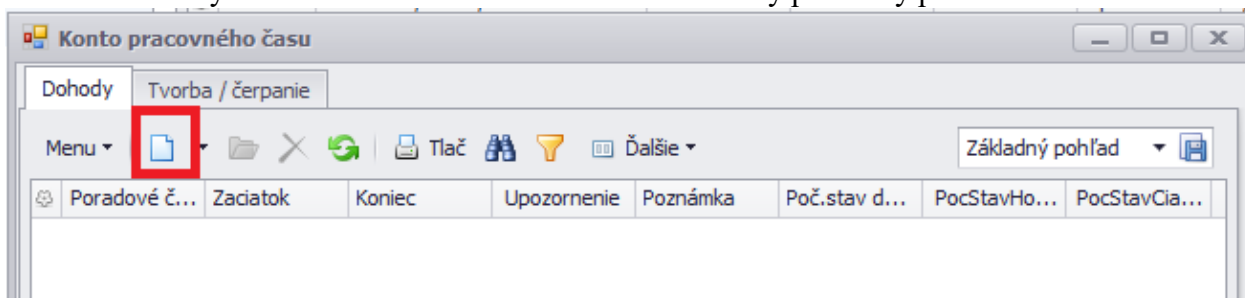 Konto pracovného času
Dohody Tvorba / čerpanie
Menu Tlač Ďalšie Základný pohľad
Poradové č... Zaciatok Koniec Upozornenie Poznámka Poč.stav d... PocStavHo... PocStavCia...